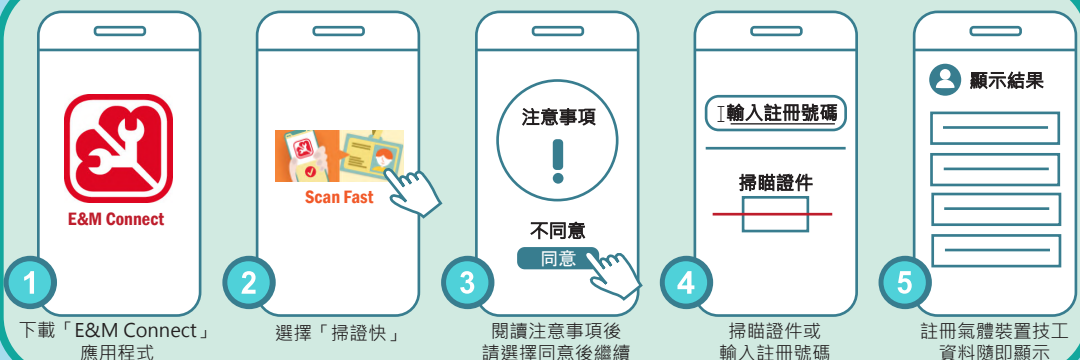 E&M Connect
1
下載「E&M Connect」
應用程式
Scan Fast
2
選擇「掃證快」
注意事項
!
不同意
同意
3
閱讀注意事項後
請選擇同意後繼續
輸入註冊號碼
掃瞄證件
4
掃瞄證件或
輸入註冊號碼
顯示結果
5
註冊氣體裝置技工
資料隨即顯示